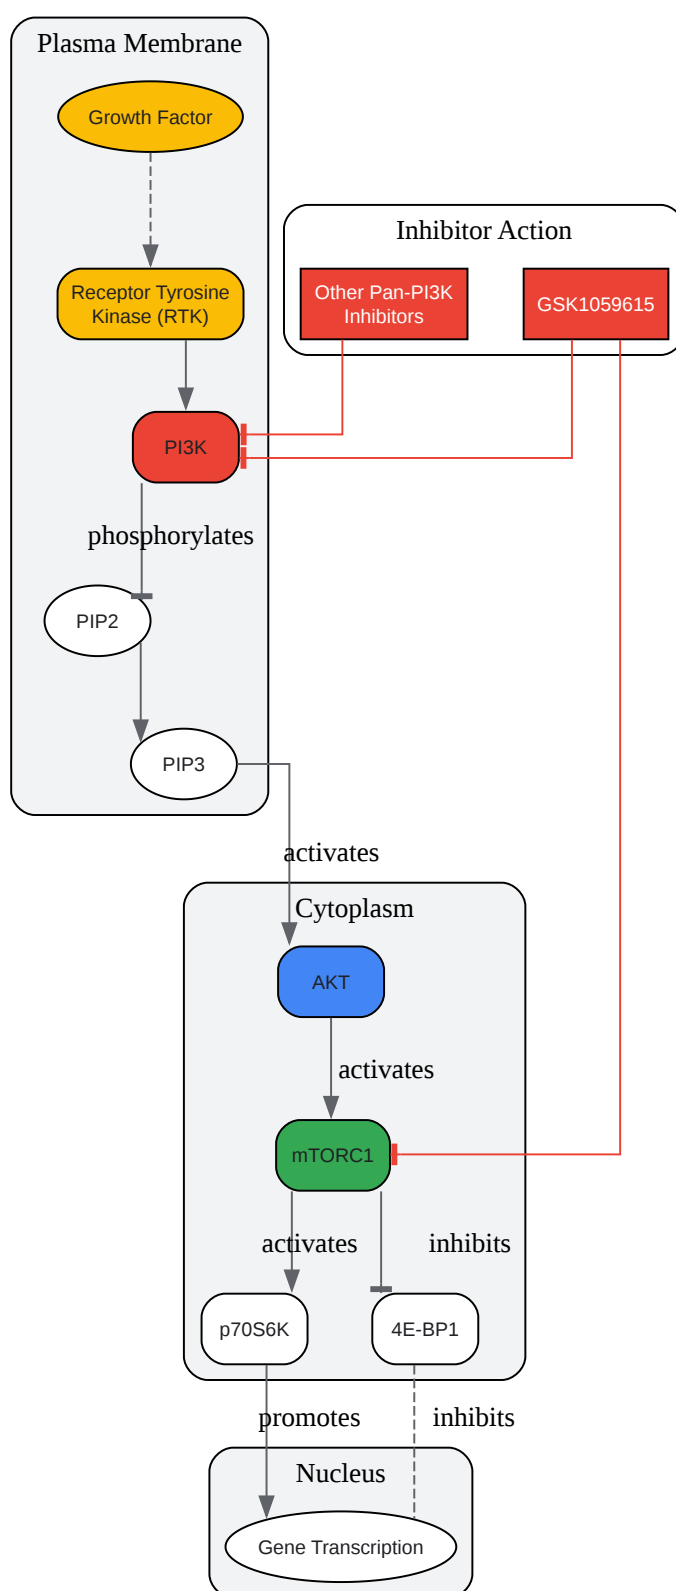 Plasma Membrane
Growth Factor
Receptor Tyrosine
Kinase (RTK)
Inhibitor Action
Other Pan-PI3K
Inhibitors
GSK1059615
PI3K
phosphorylates
PIP2
PIP3
activates
Cytoplasm
AKT
activates
mTORC1
activates
inhibits
p70S6K
4E-BP1
promotes
inhibits
Nucleus
Gene Transcription